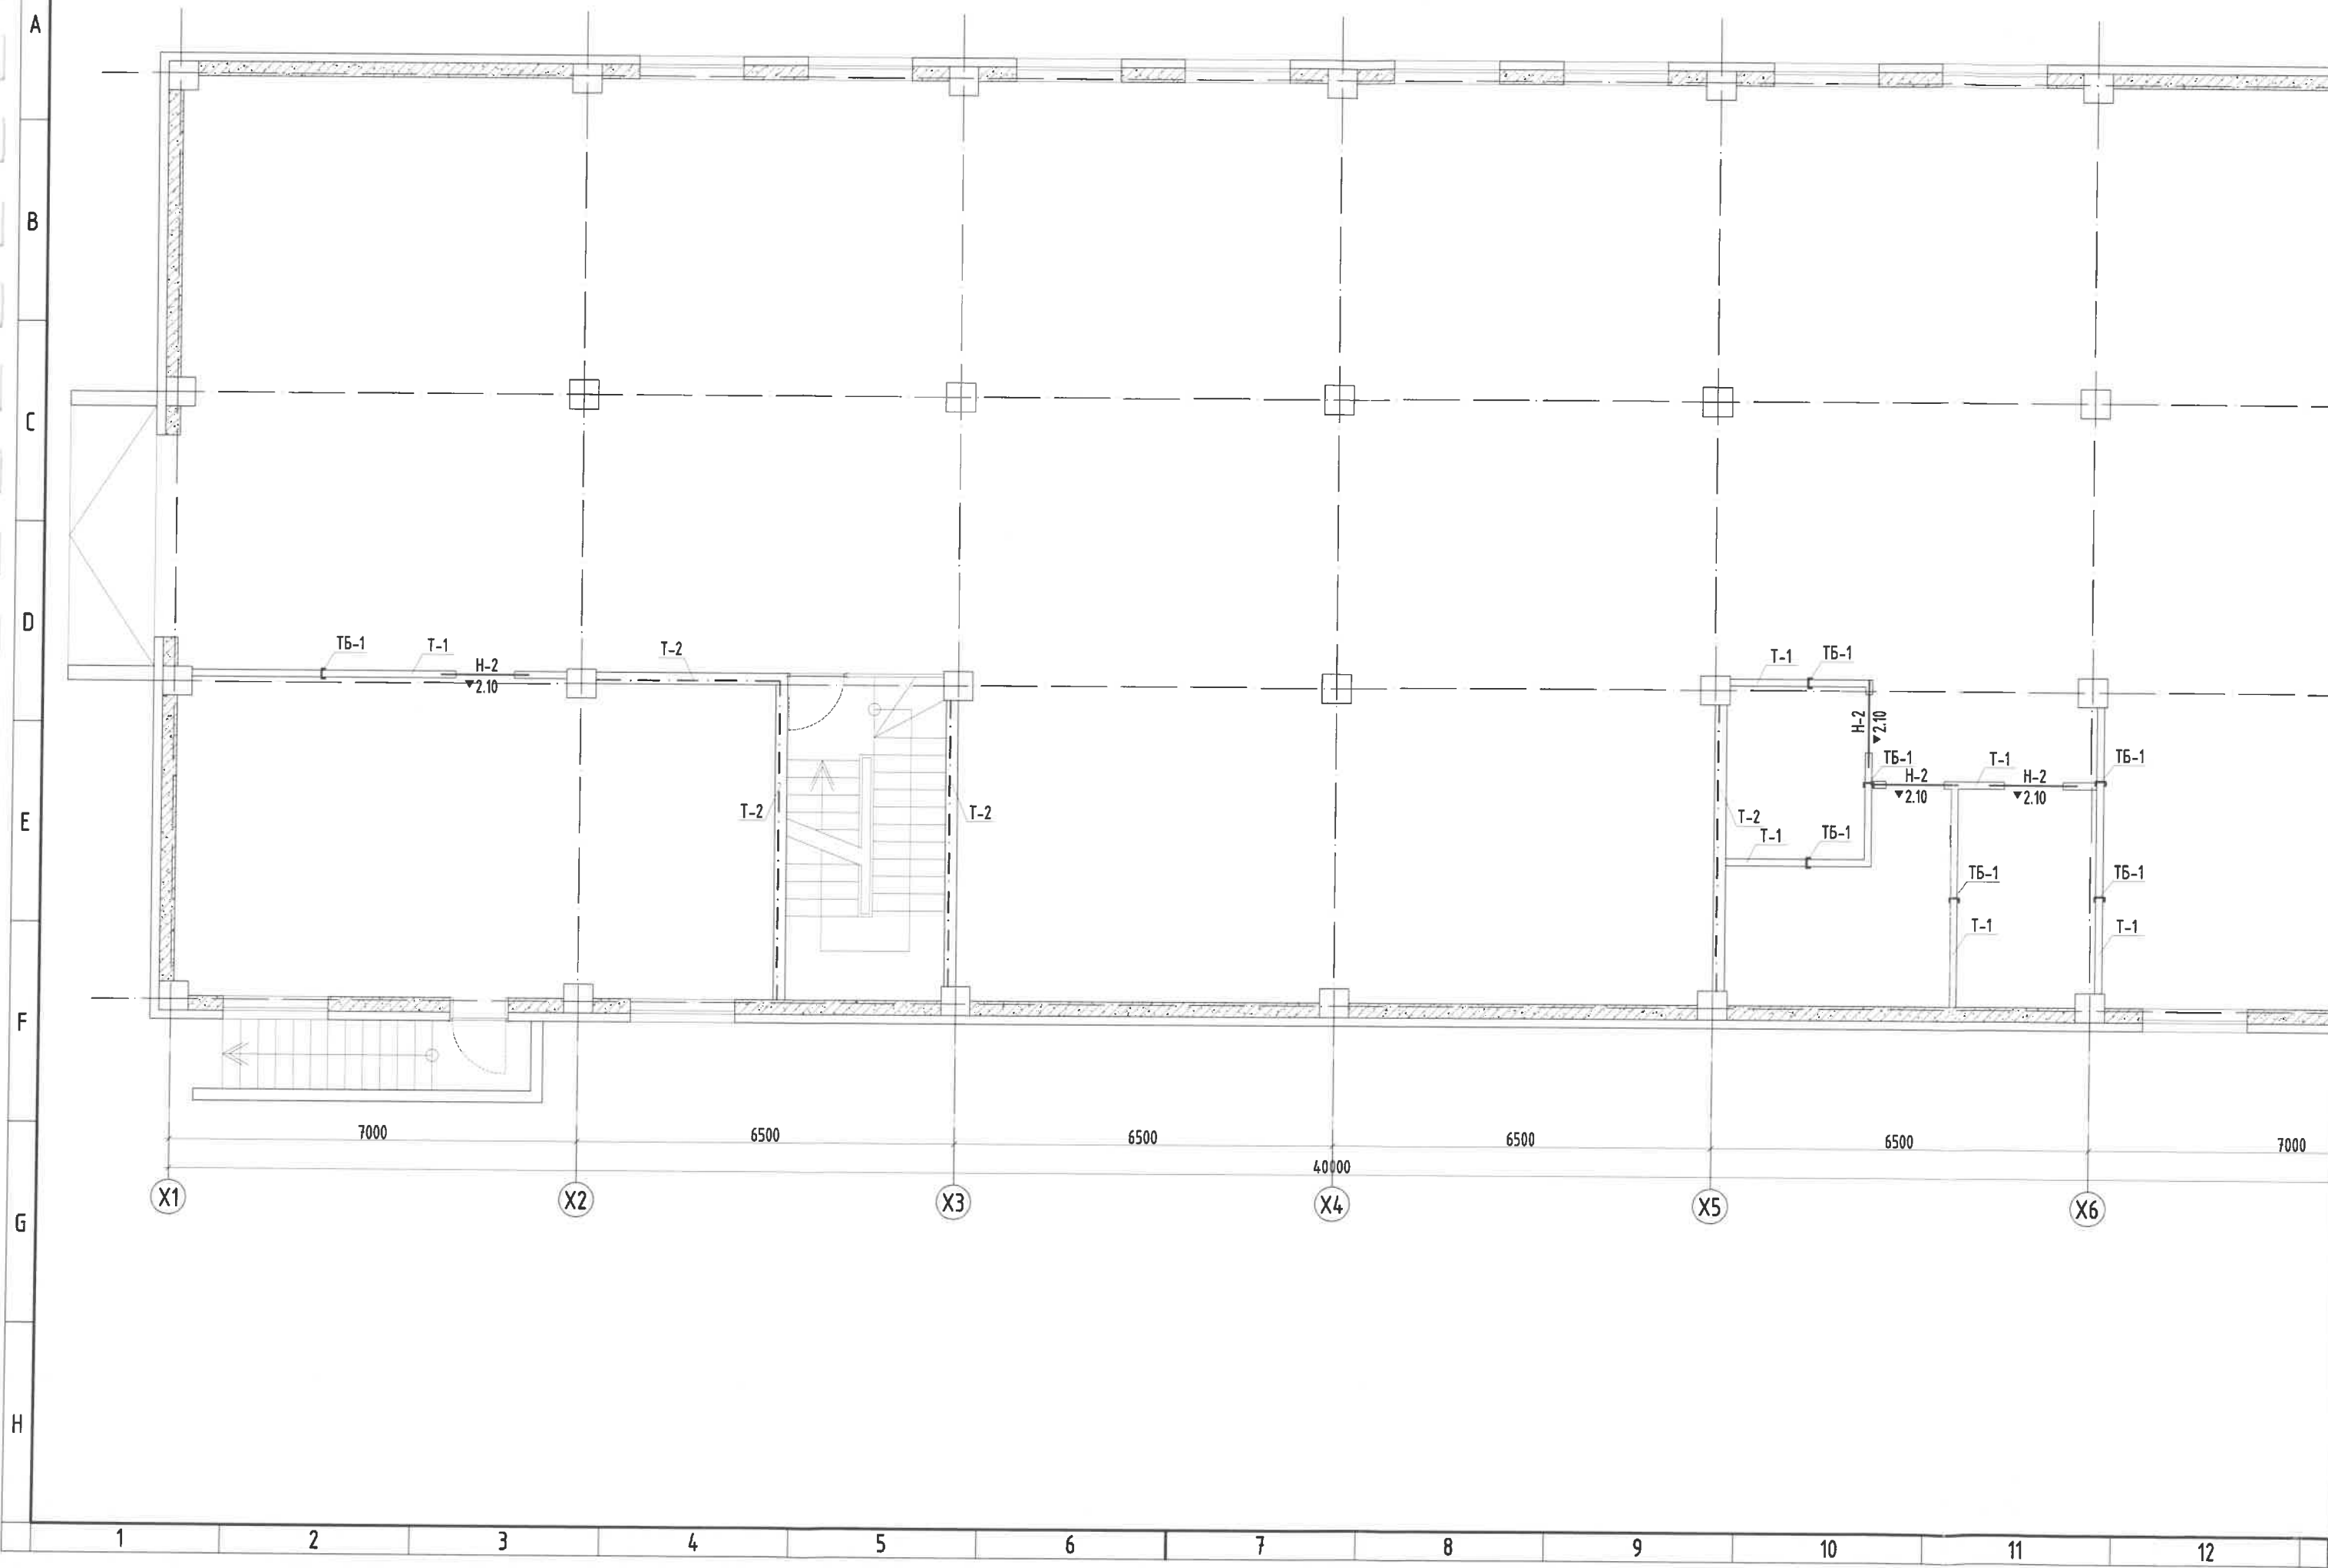 A
B
C
D
ТБ-1
Т-1
Н-2
▼2.10
Т-2
Т-1
ТБ-1
Н-2
▼2.10
E
Т-2
Т-2
ТБ-1
Н-2
▼2.10
Т-1
Н-2
▼2.10
ТБ-1
Т-2
Т-1
ТБ-1
ТБ-1
ТБ-1
Т-1
Т-1
F
7000
6500
6500
6500
6500
7000
40000
X1
X2
X3
X4
X5
X6
G
H
1
2
3
4
5
6
7
8
9
10
11
12